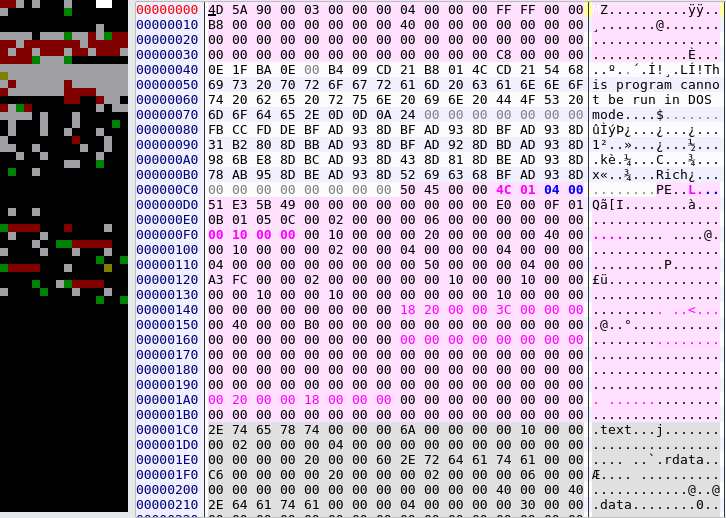 00000000 4D 5A 90 00 03 00 00 00 04 00 00 00 FF FF 00 00 Z..........ÿÿ..
00000010 B8 00 00 00 00 00 00 00 40 00 00 00 00 00 00 00 ¸.......@.......
00000020 00 00 00 00 00 00 00 00 00 00 00 00 00 00 00 00 ................
00000030 00 00 00 00 00 00 00 00 00 00 00 00 C8 00 00 00 ............È...
00000040 0E 1F BA 0E 00 B4 09 CD 21 B8 01 4C CD 21 54 68 ..º..´.Í!¸.LÍ!Th
00000050 69 73 20 70 72 6F 67 72 61 6D 20 63 61 6E 6E 6F is program canno
00000060 74 20 62 65 20 72 75 6E 20 69 6E 20 44 4F 53 20 t be run in DOS
00000070 6D 6F 64 65 2E 0D 0D 0A 24 00 00 00 00 00 00 00 mode....$.......
00000080 FB CC FD DE BF AD 93 8D BF AD 93 8D BF AD 93 8D ûÌýÞ¿...¿...¿...
00000090 31 B2 80 8D BB AD 93 8D BF AD 92 8D BD AD 93 8D 1²..»...¿...½...
000000A0 98 6B E8 8D BC AD 93 8D 43 8D 81 8D BE AD 93 8D .kè.¼...C...¾...
000000B0 78 AB 95 8D BE AD 93 8D 52 69 63 68 BF AD 93 8D x«..¾...Rich¿...
000000C0 00 00 00 00 00 00 00 00 50 45 00 00 4C 01 04 00 ........PE..L...
000000D0 51 E3 5B 49 00 00 00 00 00 00 00 00 E0 00 0F 01 Qã[I........à...
000000E0 0B 01 05 0C 00 02 00 00 00 06 00 00 00 00 00 00 ................
000000F0 00 10 00 00 00 10 00 00 00 20 00 00 00 00 40 00 ......... ....@.
00000100 00 10 00 00 00 02 00 00 04 00 00 00 04 00 00 00 ................
00000110 04 00 00 00 00 00 00 00 00 50 00 00 00 04 00 00 .........P......
00000120 A3 FC 00 00 02 00 00 00 00 00 10 00 00 10 00 00 £ü..............
00000130 00 00 10 00 00 10 00 00 00 00 00 00 10 00 00 00 ................
00000140 00 00 00 00 00 00 00 00 18 20 00 00 3C 00 00 00 ......... ..<...
00000150 00 40 00 00 B0 00 00 00 00 00 00 00 00 00 00 00 .@..°...........
00000160 00 00 00 00 00 00 00 00 00 00 00 00 00 00 00 00 ................
00000170 00 00 00 00 00 00 00 00 00 00 00 00 00 00 00 00 ................
00000180 00 00 00 00 00 00 00 00 00 00 00 00 00 00 00 00 ................
00000190 00 00 00 00 00 00 00 00 00 00 00 00 00 00 00 00 ................
000001A0 00 20 00 00 18 00 00 00 00 00 00 00 00 00 00 00 . ..............
000001B0 00 00 00 00 00 00 00 00 00 00 00 00 00 00 00 00 ................
000001C0 2E 74 65 78 74 00 00 00 6A 00 00 00 00 10 00 00 .text...j.......
000001D0 00 02 00 00 00 04 00 00 00 00 00 00 00 00 00 00 ................
000001E0 00 00 00 00 20 00 00 60 2E 72 64 61 74 61 00 00 .... ..`.rdata..
000001F0 C6 00 00 00 00 20 00 00 00 02 00 00 00 06 00 00 Æ.... ..........
00000200 00 00 00 00 00 00 00 00 00 00 00 00 40 00 00 40 ............@..@
00000210 2E 64 61 74 61 00 00 00 04 00 00 00 00 30 00 00 .data........0..